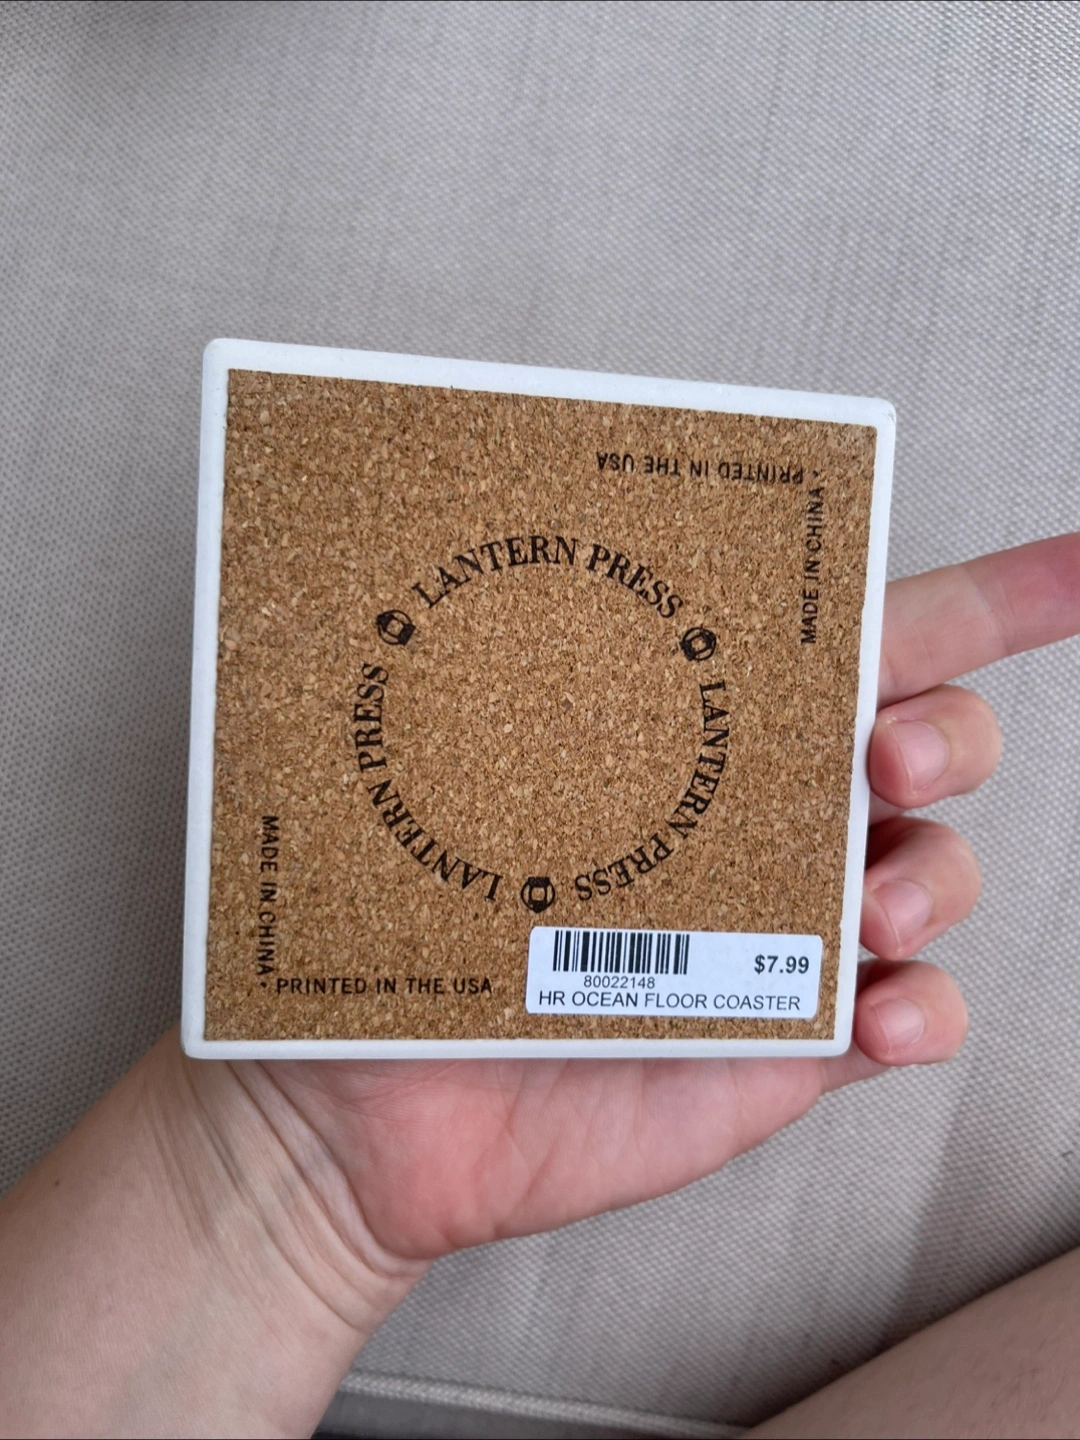 PRINTED IN THE USA •
MADE IN CHINA
LANTERN PRESS
LANTERN PRESS
LANTERN PRESS
MADE IN CHINA
• PRINTED IN THE USA
$7.99
80022148
HR OCEAN FLOOR COASTER